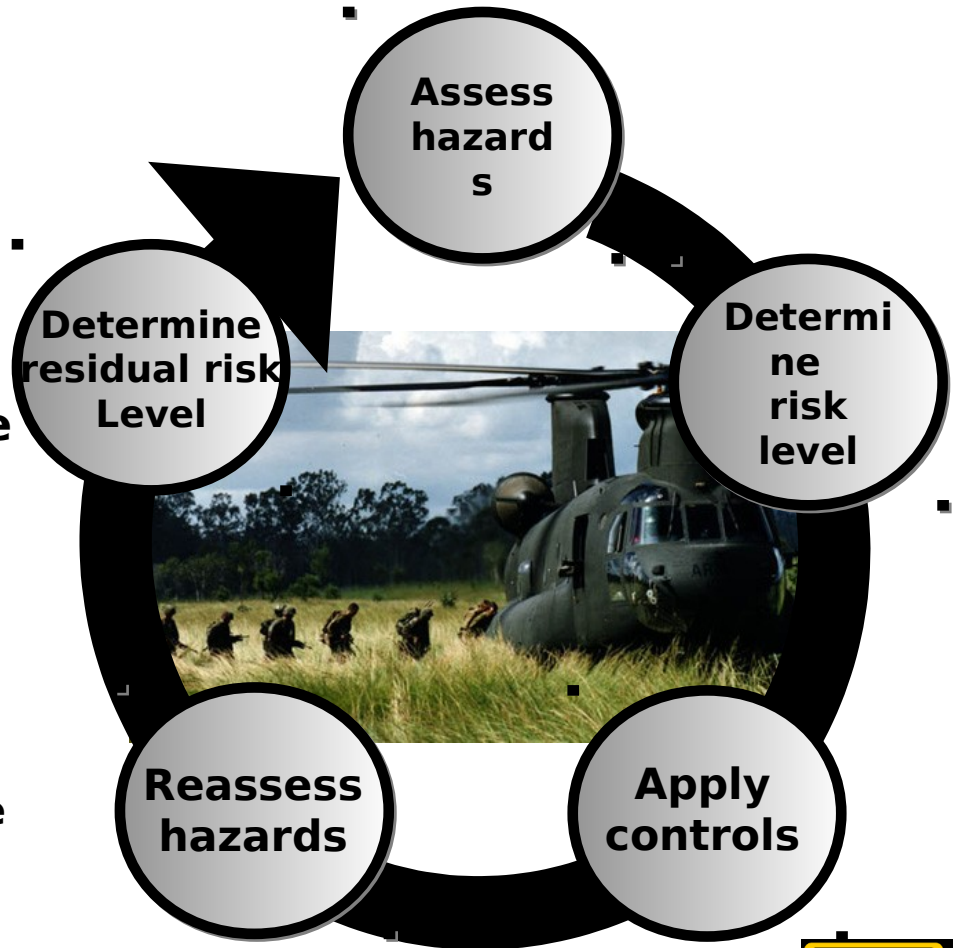 Assess
hazard
s
Determi
ne
risk
level
Apply
controls
Reassess
hazards
Determine
residual risk
Level
e
e